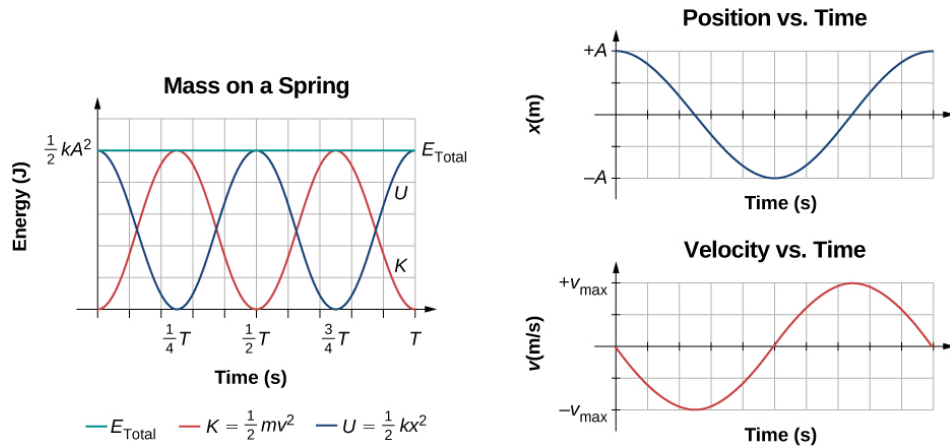 Mass on a Spring
Energy (J)
½ kA²
E_Total
U
K
¼ T
½ T
¾ T
T
Time (s)
E_Total K = ½ mv² U = ½ kx²
Position vs. Time
+A
x(m)
–A
Time (s)
Velocity vs. Time
+v_max
v(m/s)
–v_max
Time (s)